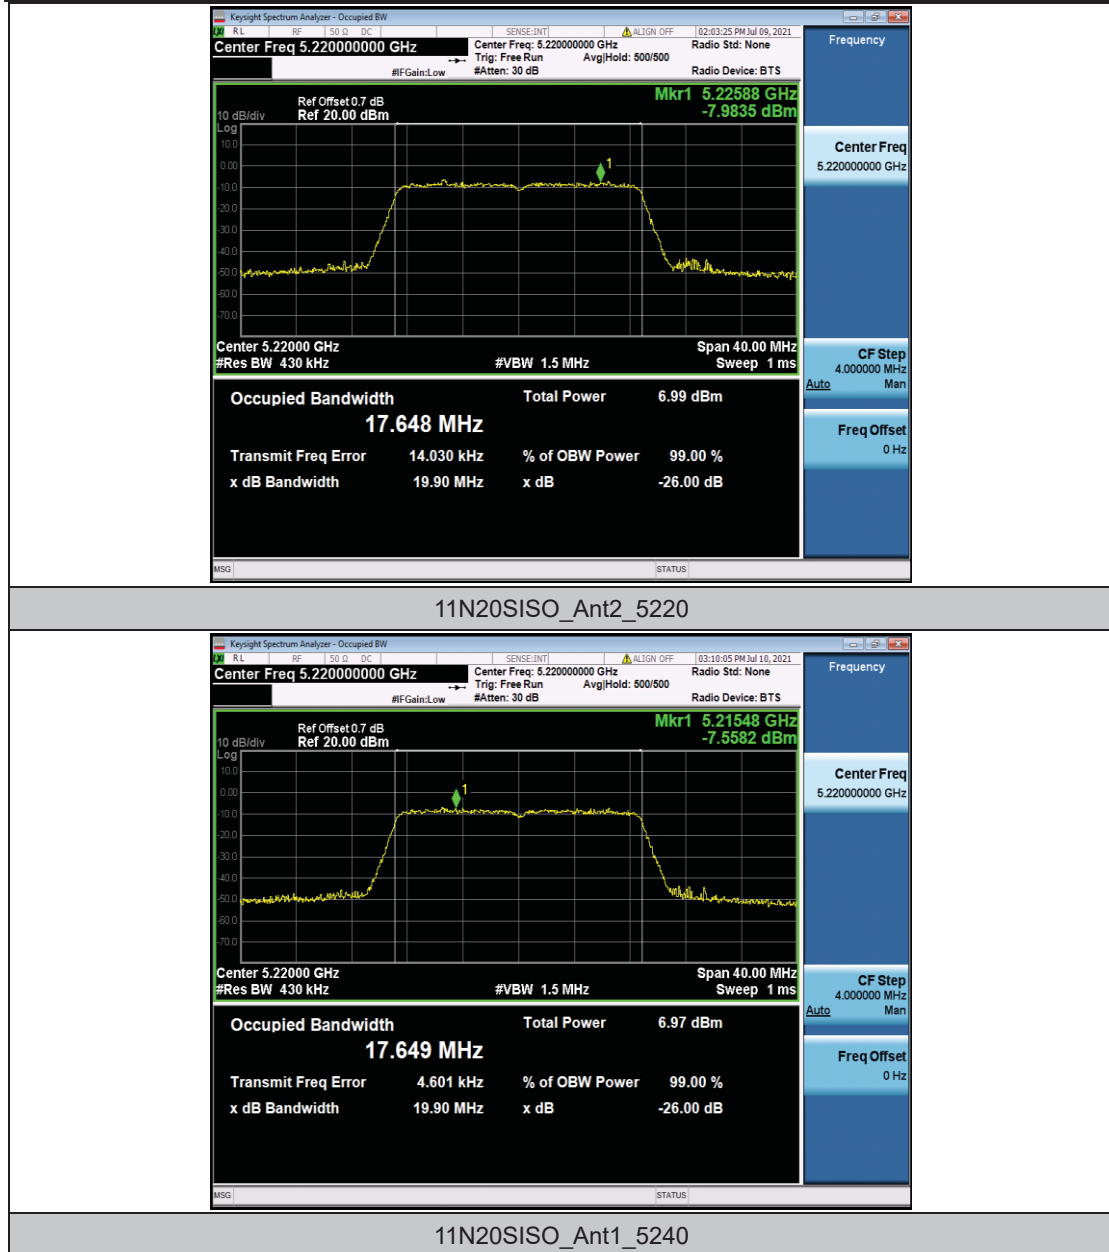 Keysight Spectrum Analyzer - Occupied BW
RL RF 50 Ω DC SENSE:INT ALIGN OFF 02:03:25 PM Jul 09, 2021
Center Freq 5.220000000 GHz
Center Freq: 5.220000000 GHz
Radio Std: None
Trig: Free Run Avg|Hold: 500/500
#IFGain:Low #Atten: 30 dB Radio Device: BTS
Frequency
Mkr1 5.22588 GHz
-7.9835 dBm
Ref Offset 0.7 dB
10 dB/div Ref 20.00 dBm
Log
10.0
0.00
-10.0
-20.0
-30.0
-40.0
-50.0
-60.0
-70.0
1
Center 5.22000 GHz Span 40.00 MHz
#Res BW 430 kHz #VBW 1.5 MHz Sweep 1 ms
Occupied Bandwidth Total Power 6.99 dBm
17.648 MHz
Transmit Freq Error 14.030 kHz % of OBW Power 99.00 %
x dB Bandwidth 19.90 MHz x dB -26.00 dB
Center Freq
5.220000000 GHz
CF Step
4.000000 MHz
Auto Man
Freq Offset
0 Hz
MSG STATUS
11N20SISO_Ant2_5220
Keysight Spectrum Analyzer - Occupied BW
RL RF 50 Ω DC SENSE:INT ALIGN OFF 03:10:05 PM Jul 10, 2021
Center Freq 5.220000000 GHz
Center Freq: 5.220000000 GHz
Radio Std: None
Trig: Free Run Avg|Hold: 500/500
#IFGain:Low #Atten: 30 dB Radio Device: BTS
Frequency
Mkr1 5.21548 GHz
-7.5582 dBm
Ref Offset 0.7 dB
10 dB/div Ref 20.00 dBm
Log
10.0
0.00
-10.0
-20.0
-30.0
-40.0
-50.0
-60.0
-70.0
1
Center 5.22000 GHz Span 40.00 MHz
#Res BW 430 kHz #VBW 1.5 MHz Sweep 1 ms
Occupied Bandwidth Total Power 6.97 dBm
17.649 MHz
Transmit Freq Error 4.601 kHz % of OBW Power 99.00 %
x dB Bandwidth 19.90 MHz x dB -26.00 dB
Center Freq
5.220000000 GHz
CF Step
4.000000 MHz
Auto Man
Freq Offset
0 Hz
MSG STATUS
11N20SISO_Ant1_5240